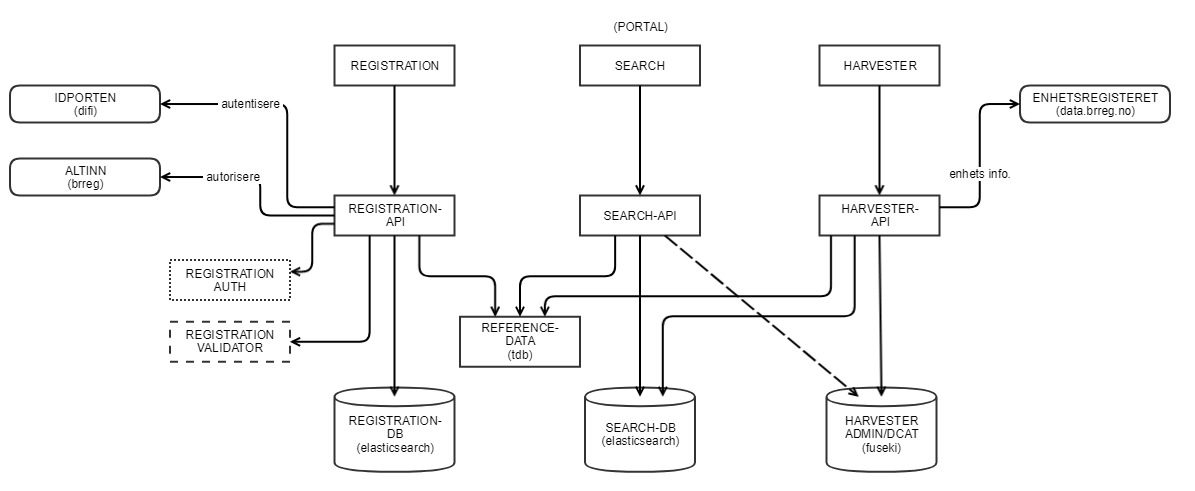 (PORTAL)
REGISTRATION
SEARCH
HARVESTER
IDPORTEN
(difi)
autentisere
ENHETSREGISTERET
(data.brreg.no)
ALTINN
(brreg)
autorisere
enhets info.
REGISTRATION-
API
SEARCH-API
HARVESTER-
API
REGISTRATION
AUTH
REGISTRATION
VALIDATOR
REFERENCE-
DATA
(tdb)
REGISTRATION-
DB
(elasticsearch)
SEARCH-DB
(elasticsearch)
HARVESTER
ADMIN/DCAT
(fuseki)